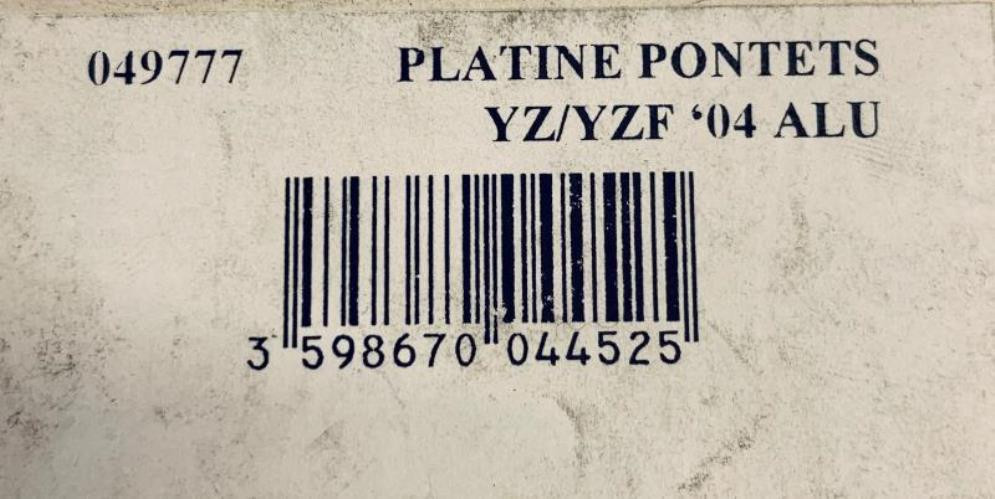 049777 PLATINE PONTETS
YZ/YZF ‘04 ALU
3 598670 044525